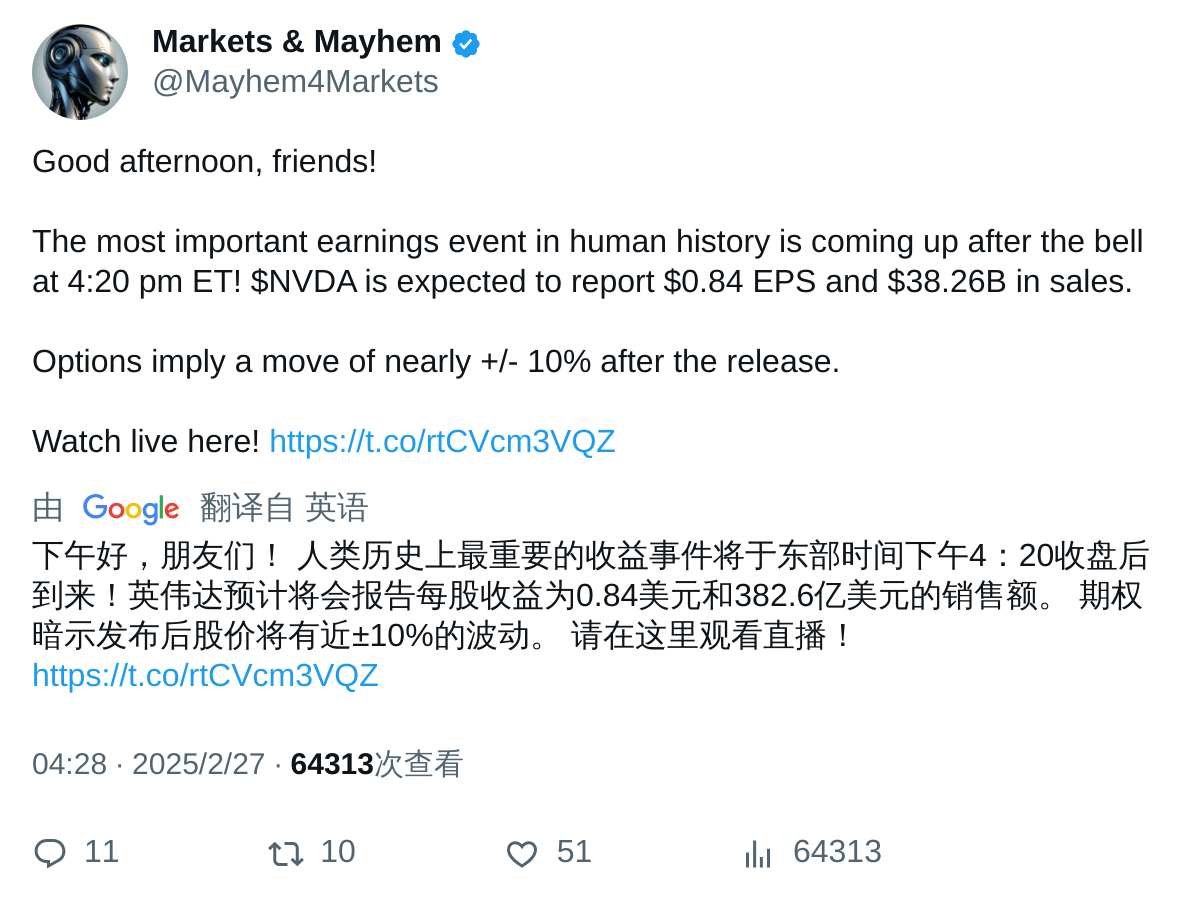 Markets & Mayhem
@Mayhem4Markets
Good afternoon, friends!
The most important earnings event in human history is coming up after the bell
at 4:20 pm ET! $NVDA is expected to report $0.84 EPS and $38.26B in sales.
Options imply a move of nearly +/- 10% after the release.
Watch live here! https://t.co/rtCVcm3VQZ
由 Google 翻译自 英语
下午好，朋友们！ 人类历史上最重要的收益事件将于东部时间下午4：20收盘后
到来！英伟达预计将会报告每股收益为0.84美元和382.6亿美元的销售额。 期权
暗示发布后股价将有近±10%的波动。 请在这里观看直播！
https://t.co/rtCVcm3VQZ
04:28 · 2025/2/27 · 64313次查看
11 10 51 64313